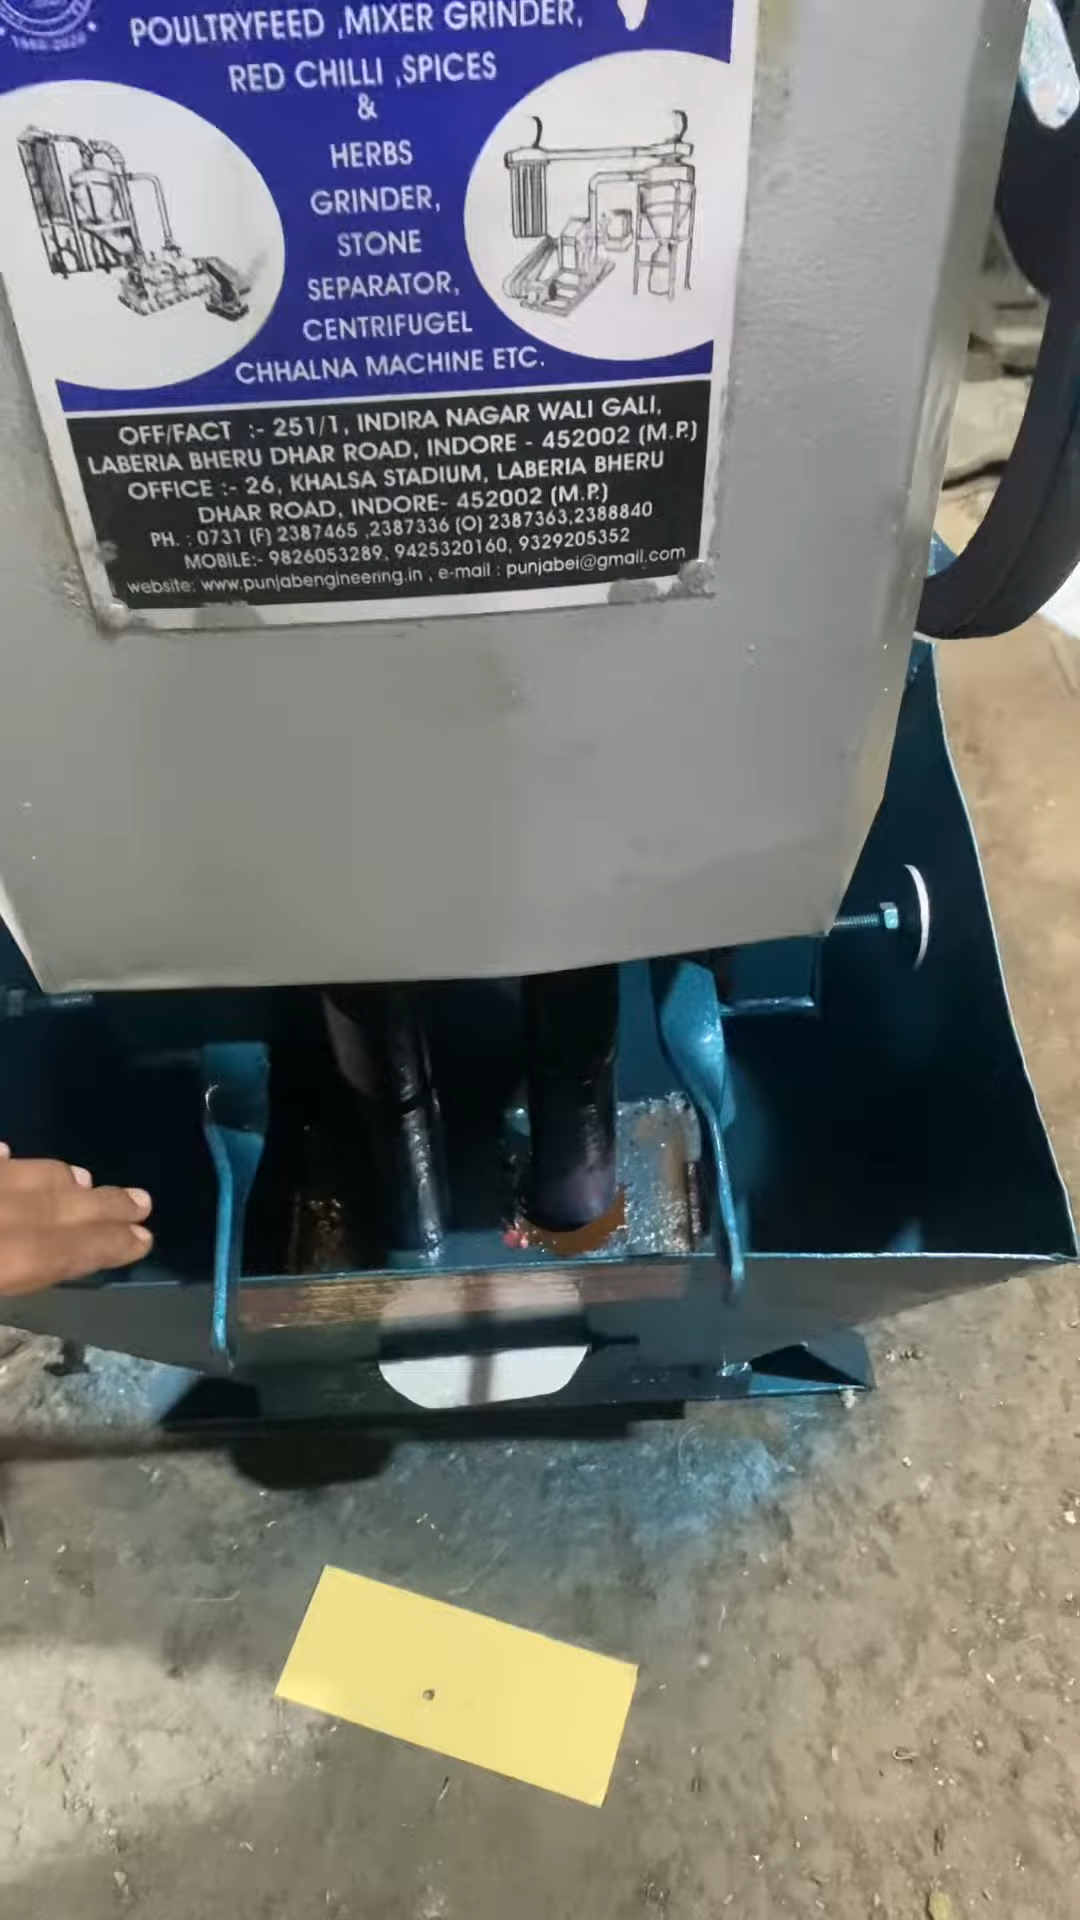 POULTRYFEED ,MIXER GRINDER,
RED CHILLI ,SPICES
&
HERBS
GRINDER,
STONE
SEPARATOR,
CENTRIFUGEL
CHHALNA MACHINE ETC.
OFF/FACT :- 251/1, INDIRA NAGAR WALI GALI,
LABERIA BHERU DHAR ROAD, INDORE - 452002 (M.P.)
OFFICE :- 26, KHALSA STADIUM, LABERIA BHERU
DHAR ROAD, INDORE- 452002 (M.P.)
PH. : 0731 (F) 2387465 ,2387336 (O) 2387363,2388840
MOBILE:- 9826053289, 9425320160, 9329205352
website: www.punjabengineering.in , e-mail : punjabei@gmail.com